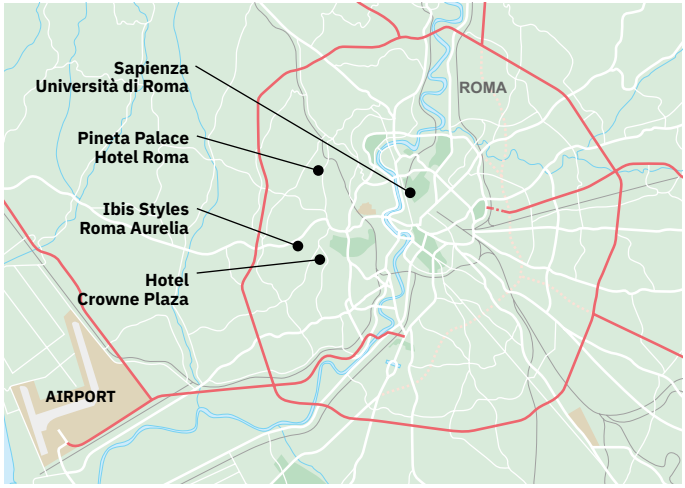 Sapienza
Università di Roma
ROMA
Pineta Palace
Hotel Roma
Ibis Styles
Roma Aurelia
Hotel
Crowne Plaza
AIRPORT